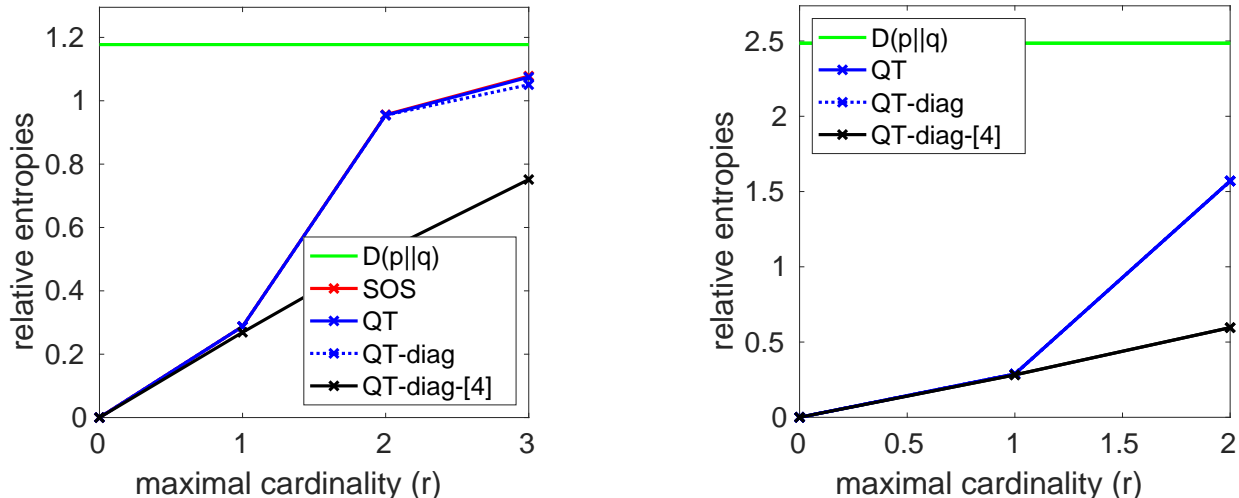 relative entropies
1.2
1
0.8
0.6
0.4
0.2
0
D(p||q)
SOS
QT
QT-diag
QT-diag-[4]
0
1
2
3
maximal cardinality (r)
relative entropies
2.5
2
1.5
1
0.5
0
D(p||q)
QT
QT-diag
QT-diag-[4]
0
0.5
1
1.5
2
maximal cardinality (r)